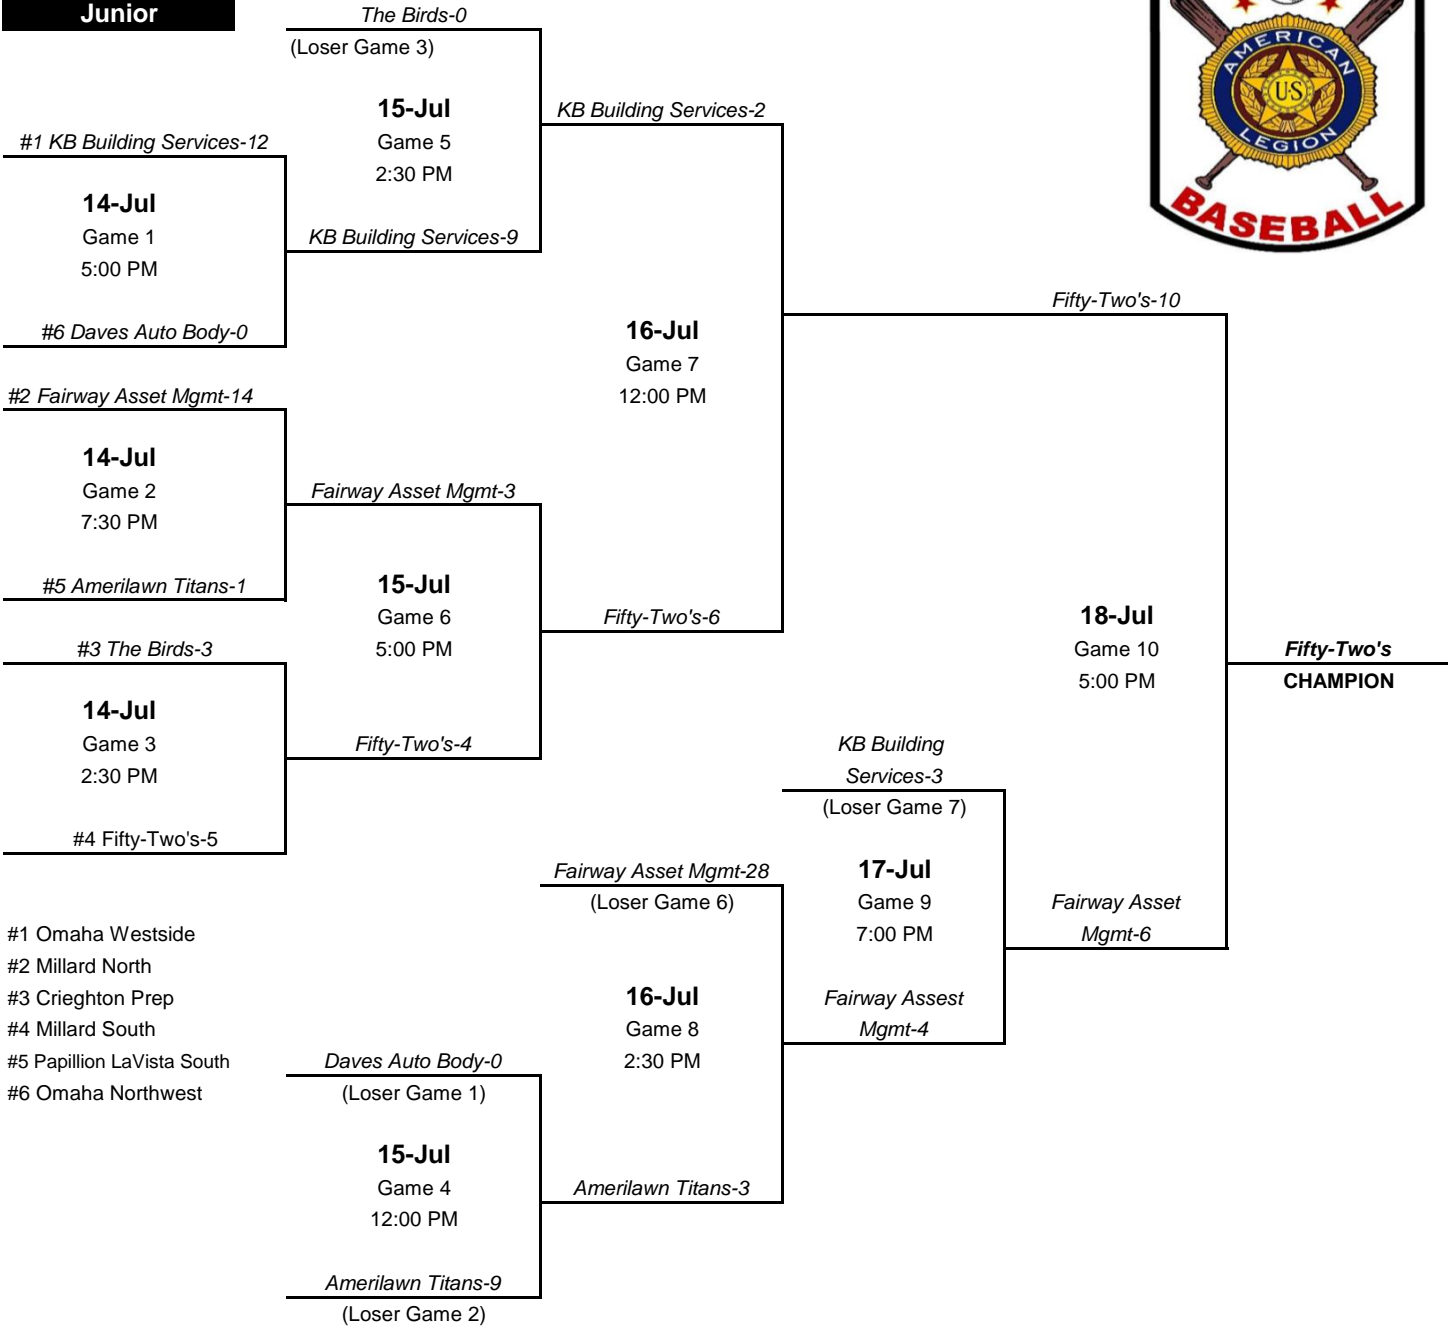 Junior
The Birds-0
(Loser Game 3)
15-Jul
Game 5
2:30 PM
KB Building Services-2
#1 KB Building Services-12
14-Jul
Game 1
5:00 PM
KB Building Services-9
#6 Daves Auto Body-0
AMERICAN
U.S
LEGION
BASEBALL
Fifty-Two's-10
16-Jul
Game 7
12:00 PM
#2 Fairway Asset Mgmt-14
14-Jul
Game 2
7:30 PM
Fairway Asset Mgmt-3
#5 Amerilawn Titans-1
15-Jul
Game 6
5:00 PM
Fifty-Two's-6
#3 The Birds-3
14-Jul
Game 3
2:30 PM
Fifty-Two's-4
#4 Fifty-Two's-5
18-Jul
Game 10
5:00 PM
Fifty-Two's
CHAMPION
KB Building
Services-3
(Loser Game 7)
17-Jul
Game 9
7:00 PM
Fairway Asset
Mgmt-6
Fairway Asset Mgmt-28
(Loser Game 6)
16-Jul
Game 8
2:30 PM
Fairway Assest
Mgmt-4
#1 Omaha Westside
#2 Millard North
#3 Crieghton Prep
#4 Millard South
#5 Papillion LaVista South
#6 Omaha Northwest
Daves Auto Body-0
(Loser Game 1)
15-Jul
Game 4
12:00 PM
Amerilawn Titans-3
Amerilawn Titans-9
(Loser Game 2)